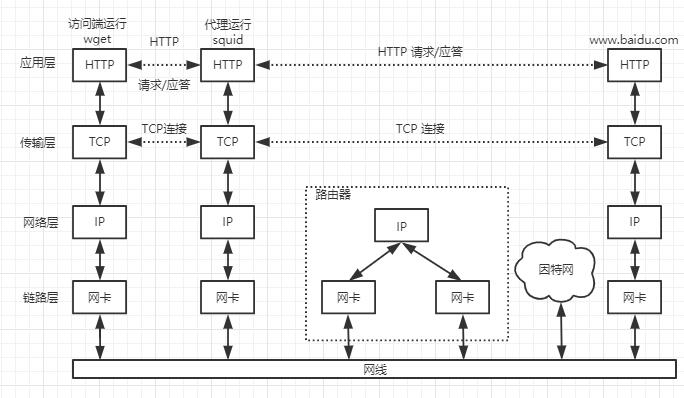 访问端运行
wget
代理运行
squid
www.baidu.com
应用层
HTTP
HTTP
请求/应答
HTTP
HTTP 请求/应答
HTTP
传输层
TCP
TCP连接
TCP
TCP 连接
TCP
路由器
网络层
IP
IP
IP
IP
因特网
链路层
网卡
网卡
网卡
网卡
网卡
网线